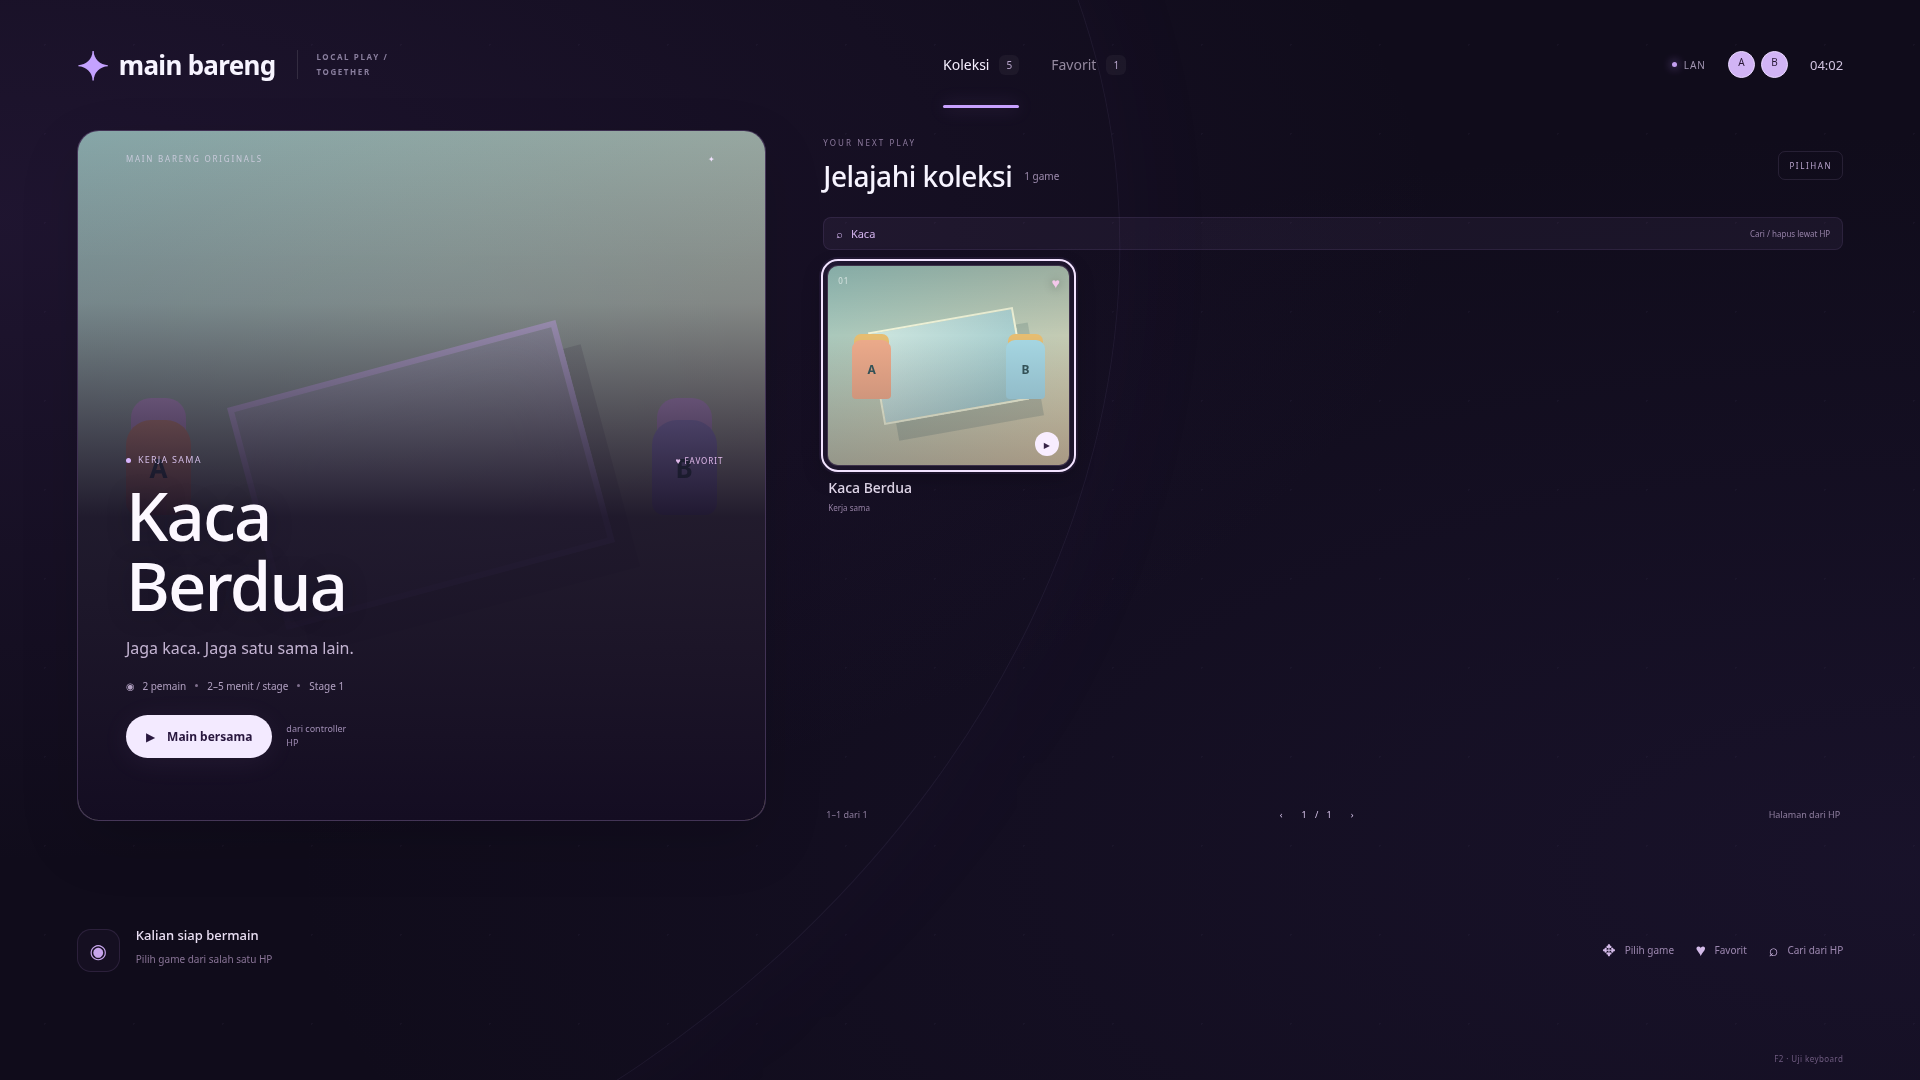 main bareng
LOCAL PLAY /
TOGETHER
Koleksi 5
Favorit 1
LAN
A
B
04:02
MAIN BARENG ORIGINALS
KERJA SAMA
♥ FAVORIT
A
B
Kaca
Berdua
Jaga kaca. Jaga satu sama lain.
2 pemain • 2–5 menit / stage • Stage 1
Main bersama
dari controller
HP
YOUR NEXT PLAY
Jelajahi koleksi 1 game
PILIHAN
Kaca
Cari / hapus lewat HP
01
A
B
Kaca Berdua
Kerja sama
1–1 dari 1
‹ 1 / 1 ›
Halaman dari HP
Kalian siap bermain
Pilih game dari salah satu HP
Pilih game
Favorit
Cari dari HP
F2 · Uji keyboard